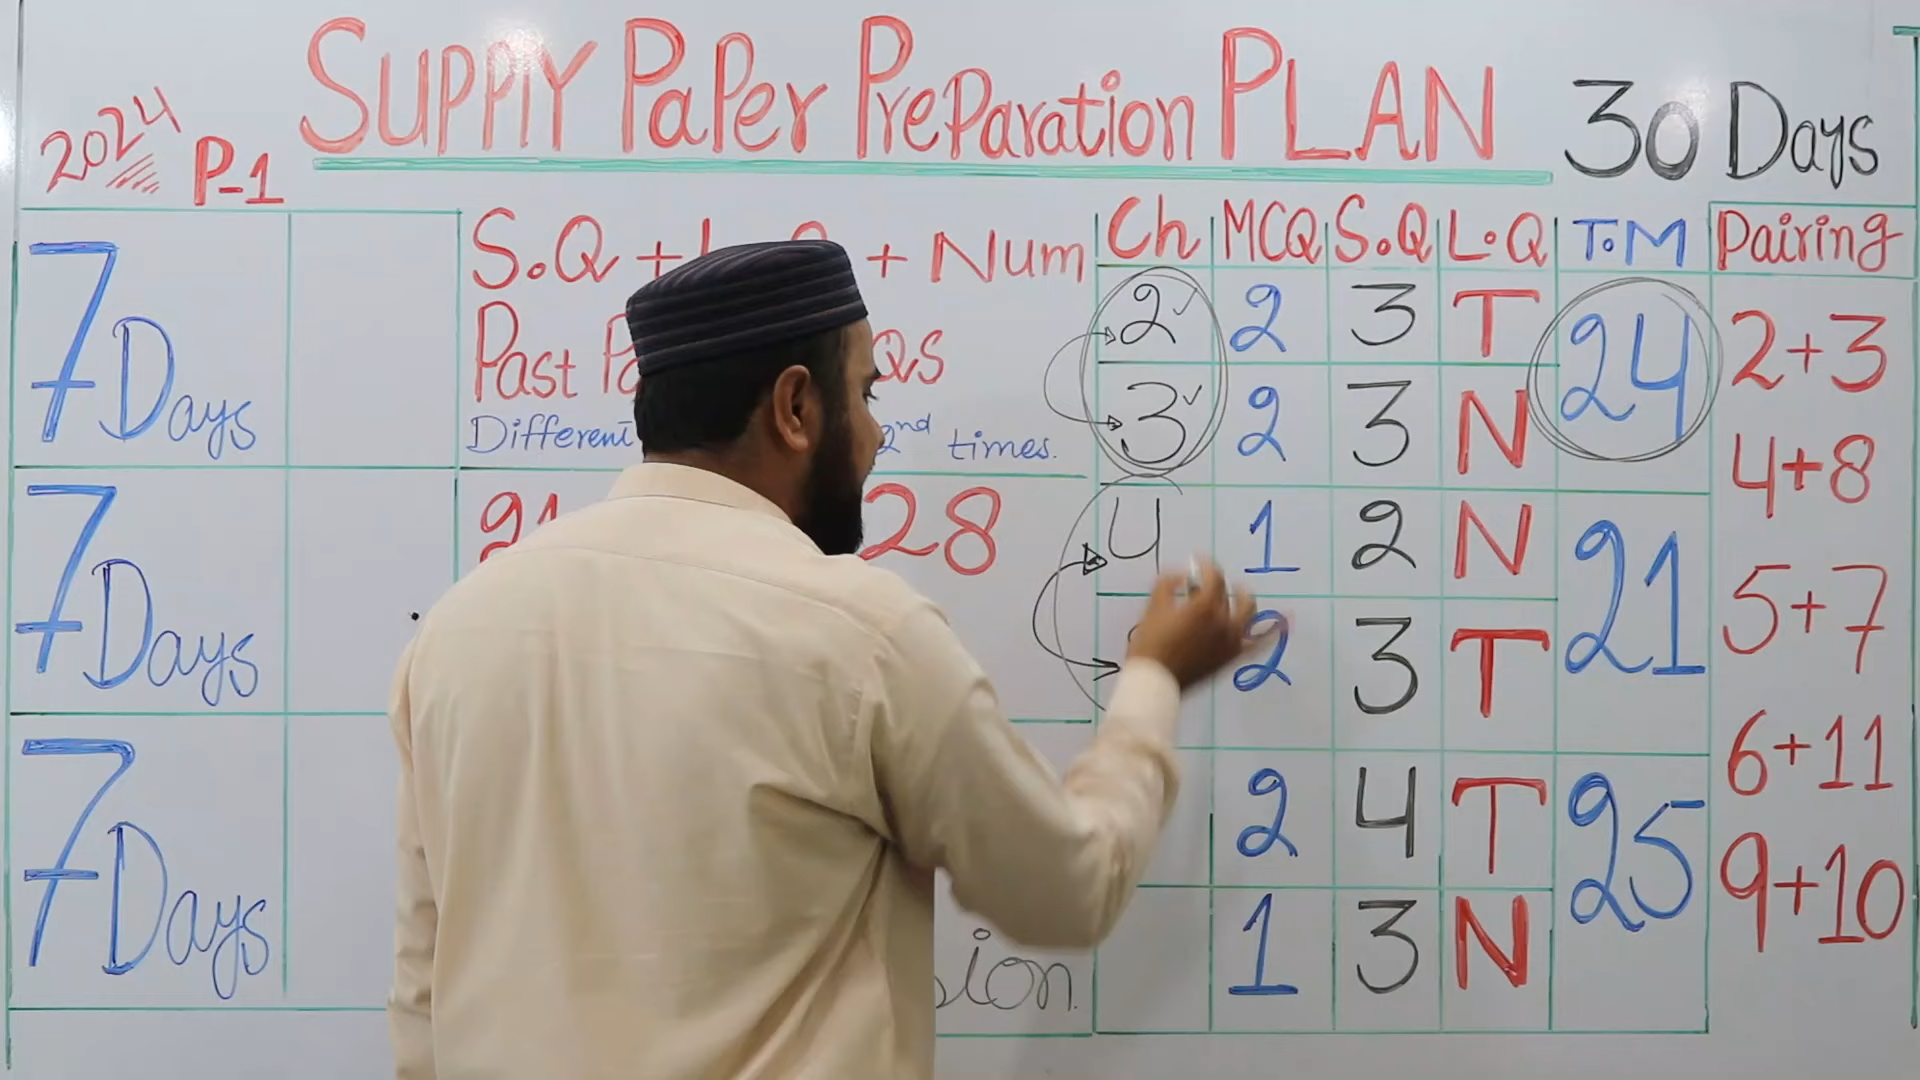 SUPPlY PaPer PreParation PLAN 30 Days
2024 P-1
7 Days
S.Q + + Num
Past QS
Different 2nd times.
7 Days
28
7 Days
Ch MCQ S.Q L.Q T.M Pairing
2 2 3 T 24
3 2 3 N
4 1 2 N 21
2 3 T
2 4 T 25
1 3 N
2+3
4+8
5+7
6+11
9+10